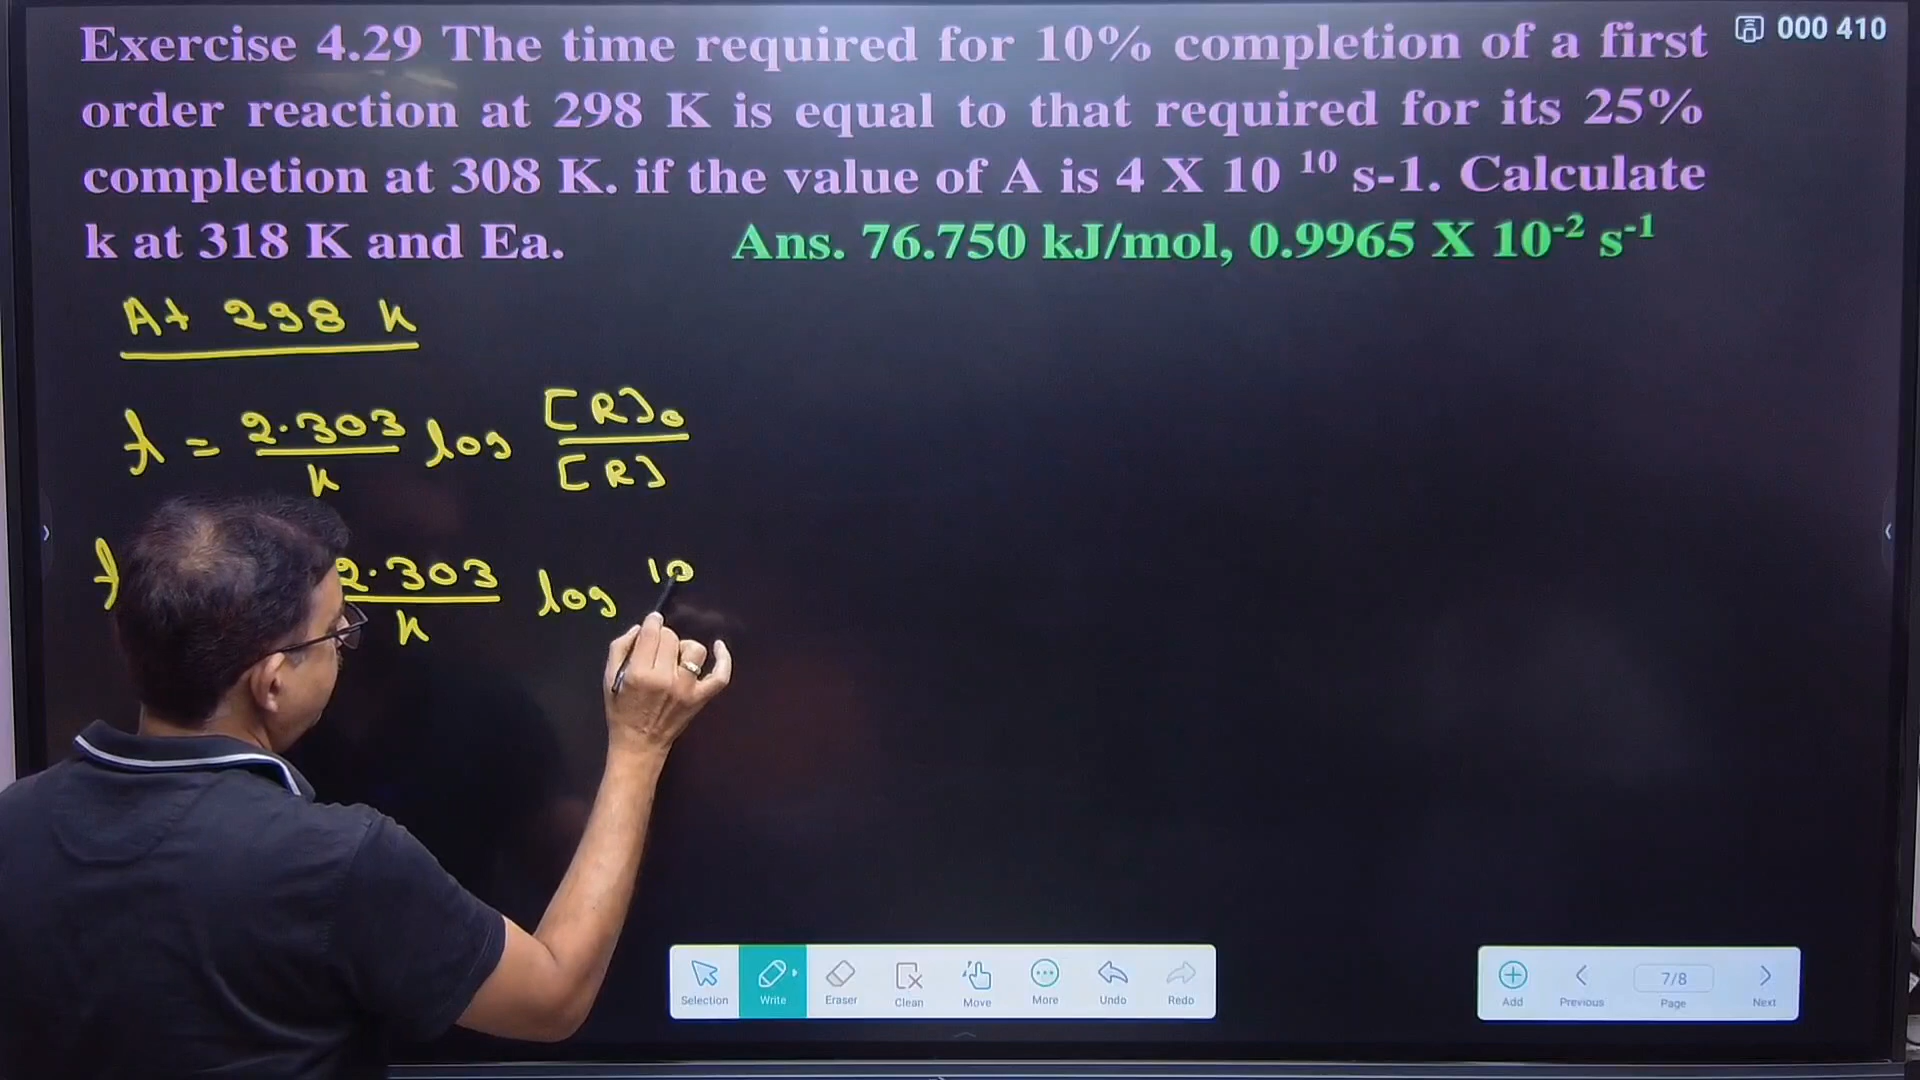 Exercise 4.29 The time required for 10% completion of a first
000 410
order reaction at 298 K is equal to that required for its 25%
completion at 308 K. if the value of A is 4 X 10 ¹⁰ s-1. Calculate
k at 318 K and Ea. Ans. 76.750 kJ/mol, 0.9965 X 10⁻² s⁻¹
At 298 K
t = 2.303/k log [R]₀/[R]
t 2.303/k log 10
Selection Write Eraser Clean Move More Undo Redo
Add Previous 7/8 Page Next